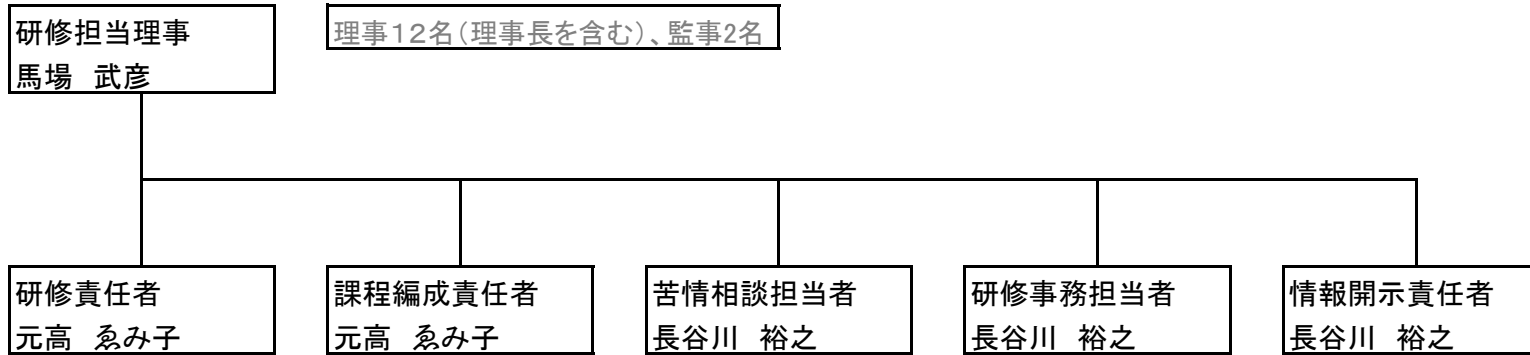 研修担当理事
馬場　武彦
理事１２名（理事長を含む）、監事2名
研修責任者
元高　ゑみ子
課程編成責任者
元高　ゑみ子
苦情相談担当者
長谷川　裕之
研修事務担当者
長谷川　裕之
情報開示責任者
長谷川　裕之